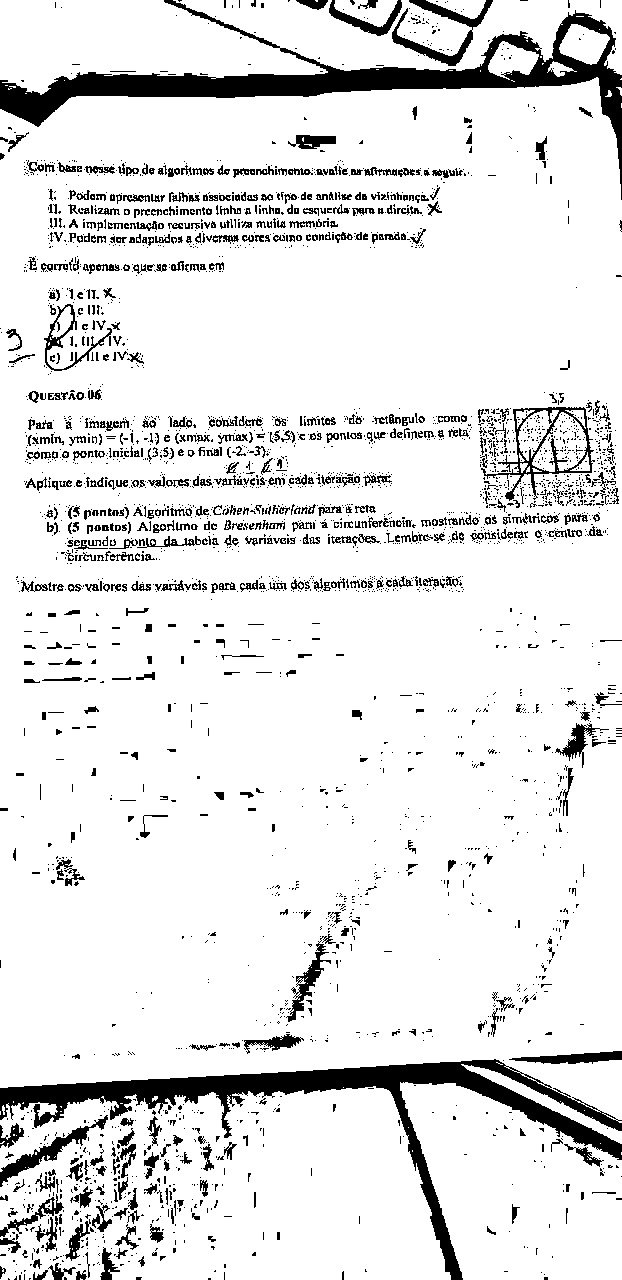 Com base nesse tipo de algoritmos de preenchimento, avalie as afirmações a seguir.
I. Podem apresentar falhas associadas ao tipo de análise da vizinhança. ✓
II. Realizam o preenchimento linha a linha, da esquerda para a direita. X
III. A implementação recursiva utiliza muita memória.
IV. Podem ser adaptados a diversas cores como condição de parada. ✓
É correto apenas o que se afirma em
a) I e II. X
b) I e III.
c) II e IV. x
I, III e IV.
3
e) II, III e IV. x
QUESTÃO 06
3,5
Para a imagem ao lado, considere os limites do retângulo como
(xmin, ymin) = (-1, -1) e (xmax, ymax) = (5,5) e os pontos que definem a reta
como o ponto inicial (3,5) e o final (-2,-3).
Aplique e indique os valores das variáveis em cada iteração para:
a) (5 pontos) Algoritmo de Cohen-Sutherland para a reta
b) (5 pontos) Algoritmo de Bresenham para a circunferência, mostrando os simétricos para o
segundo ponto da tabela de variáveis das iterações. Lembre-se de considerar o centro da
circunferência.
Mostre os valores das variáveis para cada um dos algoritmos a cada iteração.